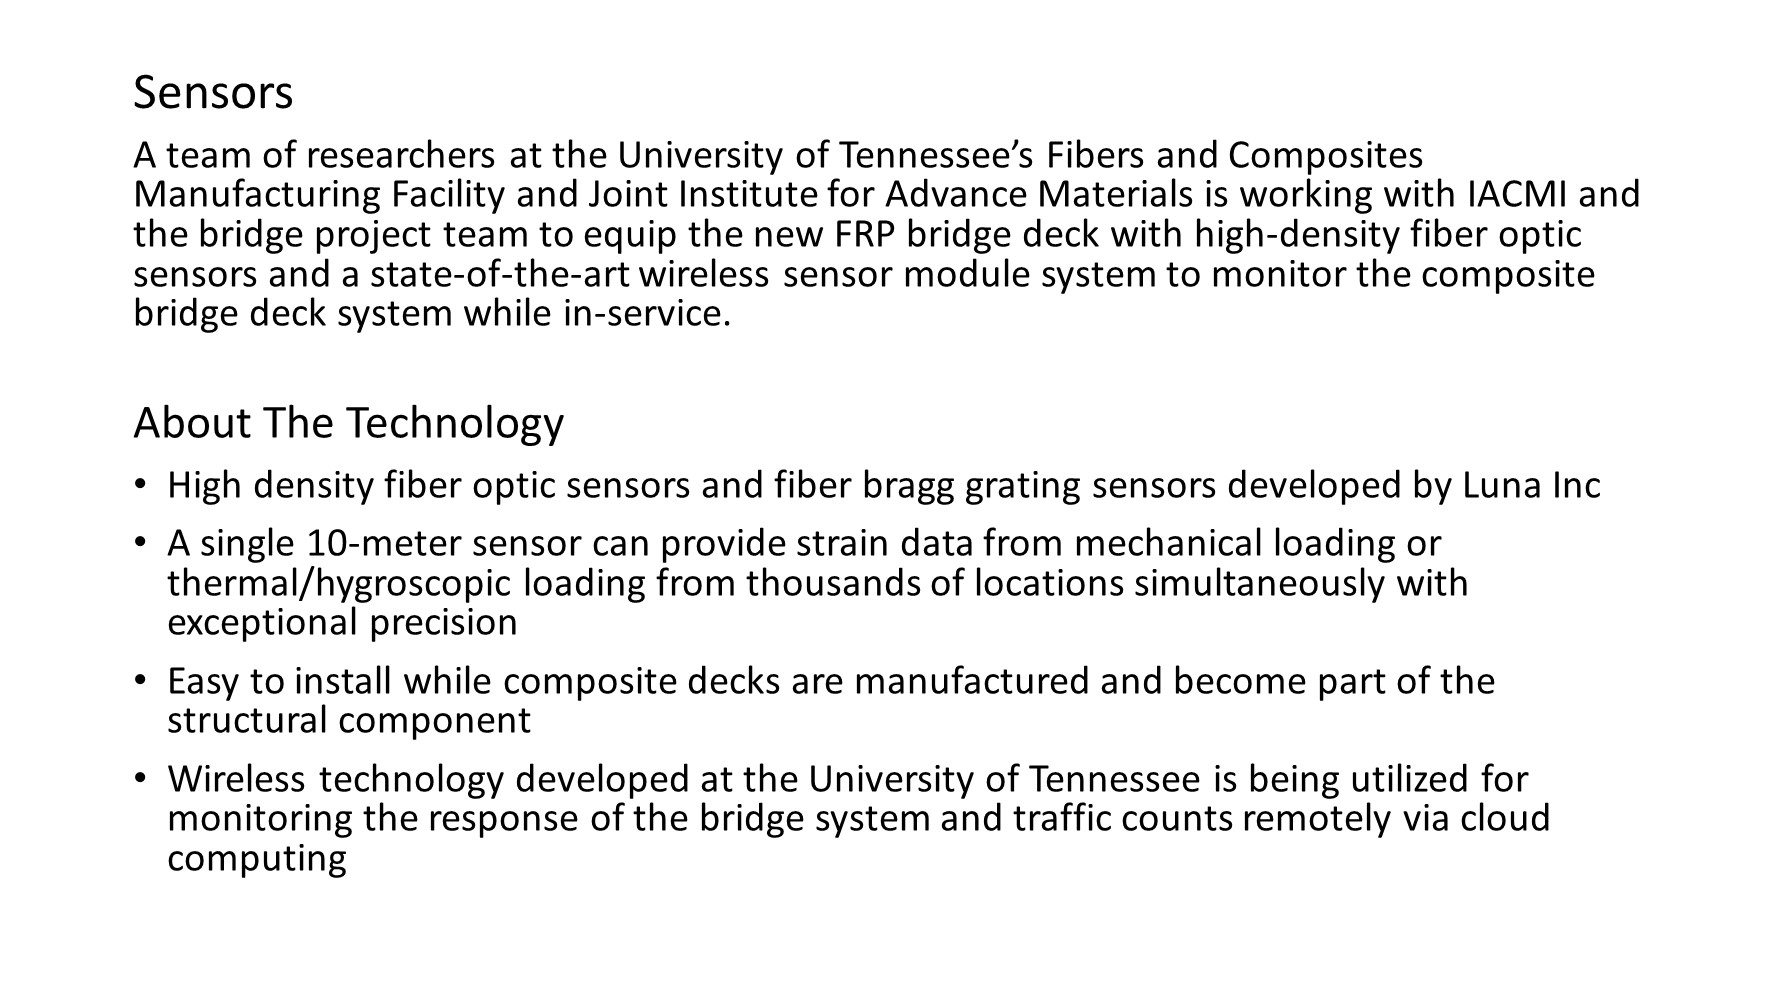 Sensors
A team of researchers at the University of Tennessee’s Fibers and Composites
Manufacturing Facility and Joint Institute for Advance Materials is working with IACMI and
the bridge project team to equip the new FRP bridge deck with high-density fiber optic
sensors and a state-of-the-art wireless sensor module system to monitor the composite
bridge deck system while in-service.
About The Technology
• High density fiber optic sensors and fiber bragg grating sensors developed by Luna Inc
• A single 10-meter sensor can provide strain data from mechanical loading or
thermal/hygroscopic loading from thousands of locations simultaneously with
exceptional precision
• Easy to install while composite decks are manufactured and become part of the
structural component
• Wireless technology developed at the University of Tennessee is being utilized for
monitoring the response of the bridge system and traffic counts remotely via cloud
computing